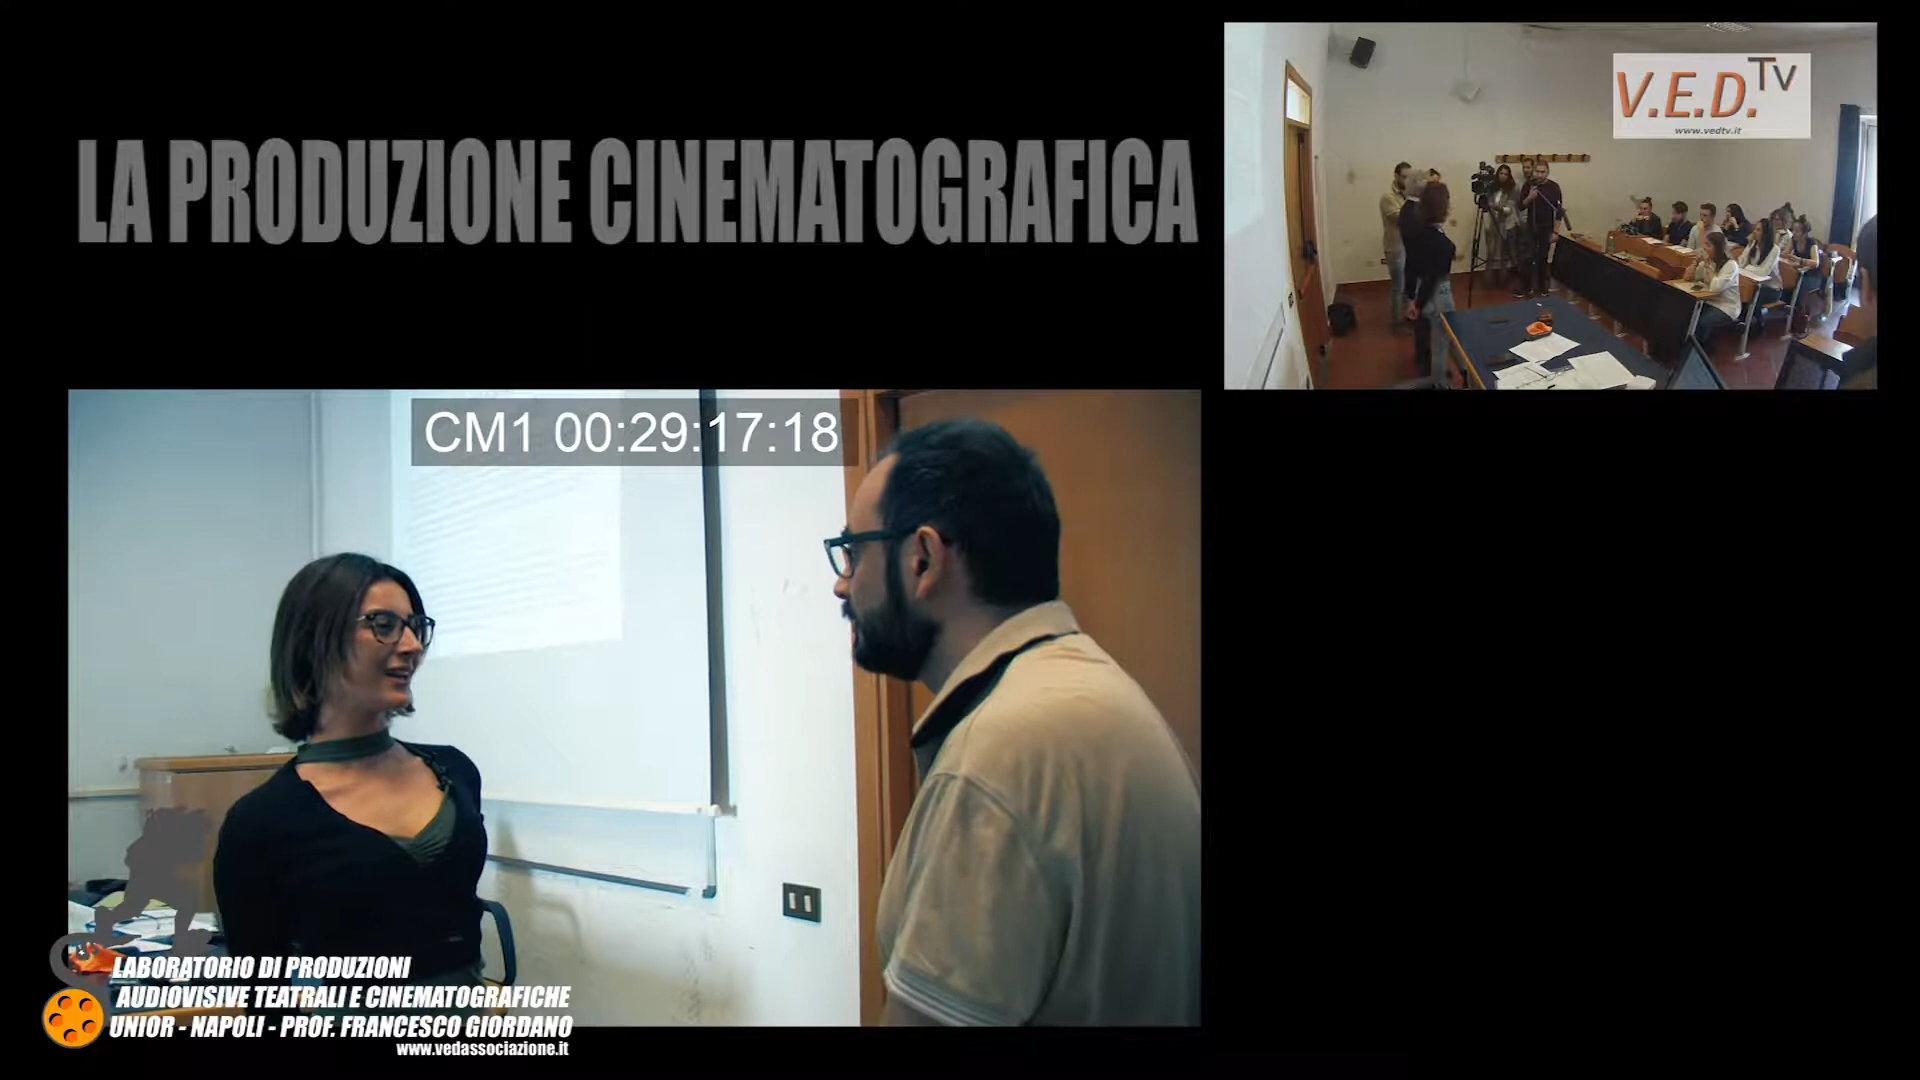 LA PRODUZIONE CINEMATOGRAFICA
V.E.D. Tv
www.vedtv.it
CM1 00:29:17:18
LABORATORIO DI PRODUZIONI
AUDIOVISIVE TEATRALI E CINEMATOGRAFICHE
UNIOR - NAPOLI - PROF. FRANCESCO GIORDANO
www.vedassociazione.it